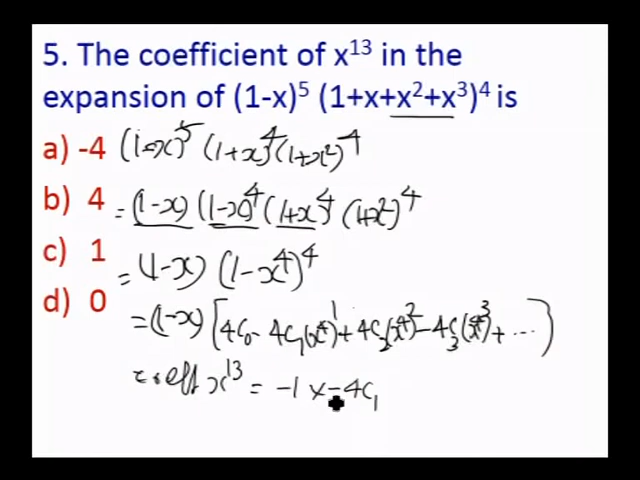 5. The coefficient of x¹³ in the
expansion of (1-x)⁵ (1+x+x²+x³)⁴ is
a) -4 (1-x)⁵ (1+x)⁴ (1+x²)⁴
b) 4 = (1-x) (1-x)⁴ (1+x)⁴ (1+x²)⁴
c) 1 = (1-x) (1-x⁴)⁴
d) 0 = (1-x) [4C₀ - 4C₁(x⁴)¹ + 4C₂(x⁴)² - 4C₃(x⁴)³ + ...]
coeff x¹³ = -1 x -4C₁